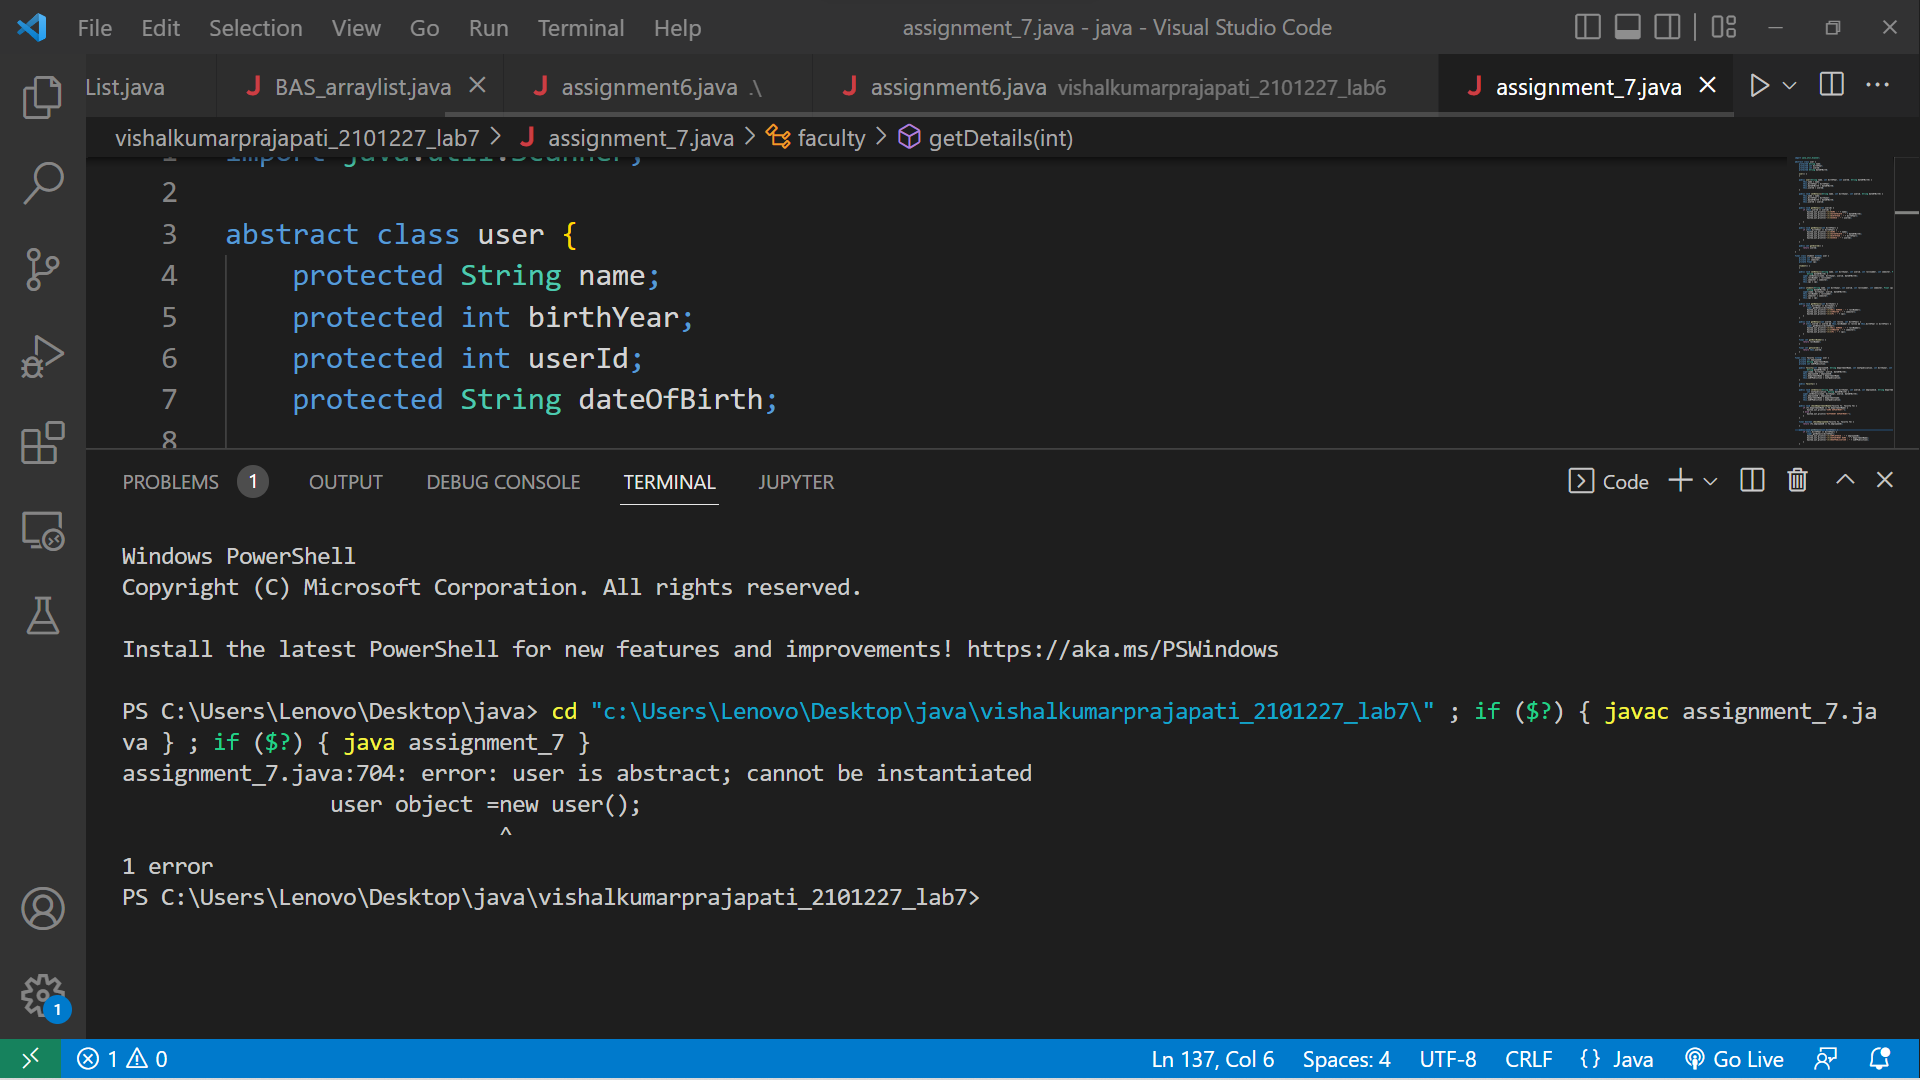 File Edit Selection View Go Run Terminal Help assignment_7.java - java - Visual Studio Code
List.java BAS_arraylist.java assignment6.java .\ assignment6.java vishalkumarprajapati_2101227_lab6 assignment_7.java
vishalkumarprajapati_2101227_lab7 > assignment_7.java > faculty > getDetails(int)
1 import java.util.Scanner;
2
3 abstract class user {
4 protected String name;
5 protected int birthYear;
6 protected int userId;
7 protected String dateOfBirth;
8
PROBLEMS 1 OUTPUT DEBUG CONSOLE TERMINAL JUPYTER Code
Windows PowerShell
Copyright (C) Microsoft Corporation. All rights reserved.
Install the latest PowerShell for new features and improvements! https://aka.ms/PSWindows
PS C:\Users\Lenovo\Desktop\java> cd "c:\Users\Lenovo\Desktop\java\vishalkumarprajapati_2101227_lab7\" ; if ($?) { javac assignment_7.ja
va } ; if ($?) { java assignment_7 }
assignment_7.java:704: error: user is abstract; cannot be instantiated
user object =new user();
^
1 error
PS C:\Users\Lenovo\Desktop\java\vishalkumarprajapati_2101227_lab7>
1
1 0 Ln 137, Col 6 Spaces: 4 UTF-8 CRLF {} Java Go Live